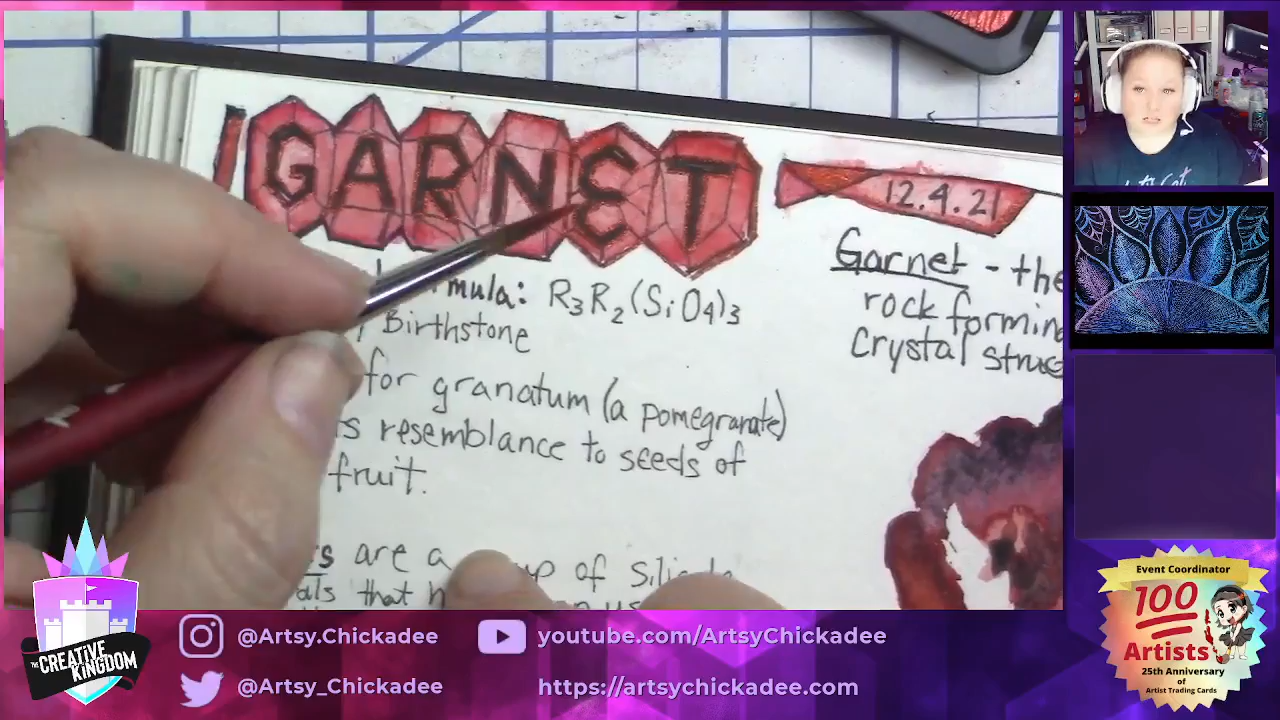 GARNET
12.4.21
mula: R₃R₂(SiO₄)₃
Birthstone
for granatum (a pomegranate)
resemblance to seeds of
fruit.
are a of
that
Garnet - the
rock
Crystal
THE CREATIVE KINGDOM
@Artsy.Chickadee
youtube.com/ArtsyChickadee
@Artsy_Chickadee
https://artsychickadee.com
Event Coordinator
100
Artists
25th Anniversary
of
Artist Trading Cards